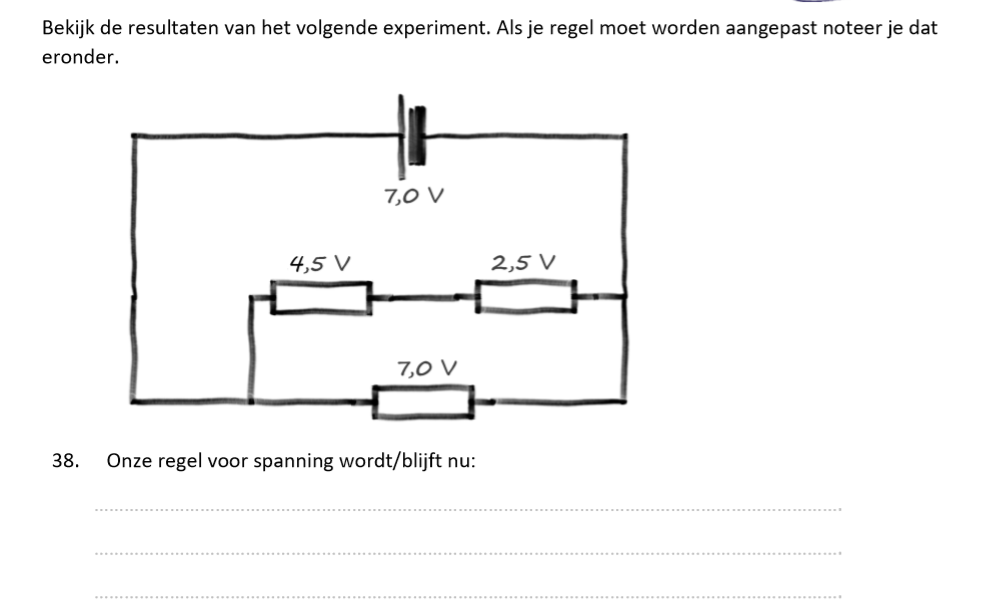 Bekijk de resultaten van het volgende experiment. Als je regel moet worden aangepast noteer je dat
eronder.
7,0 V
4,5 V
2,5 V
7,0 V
38. Onze regel voor spanning wordt/blijft nu: